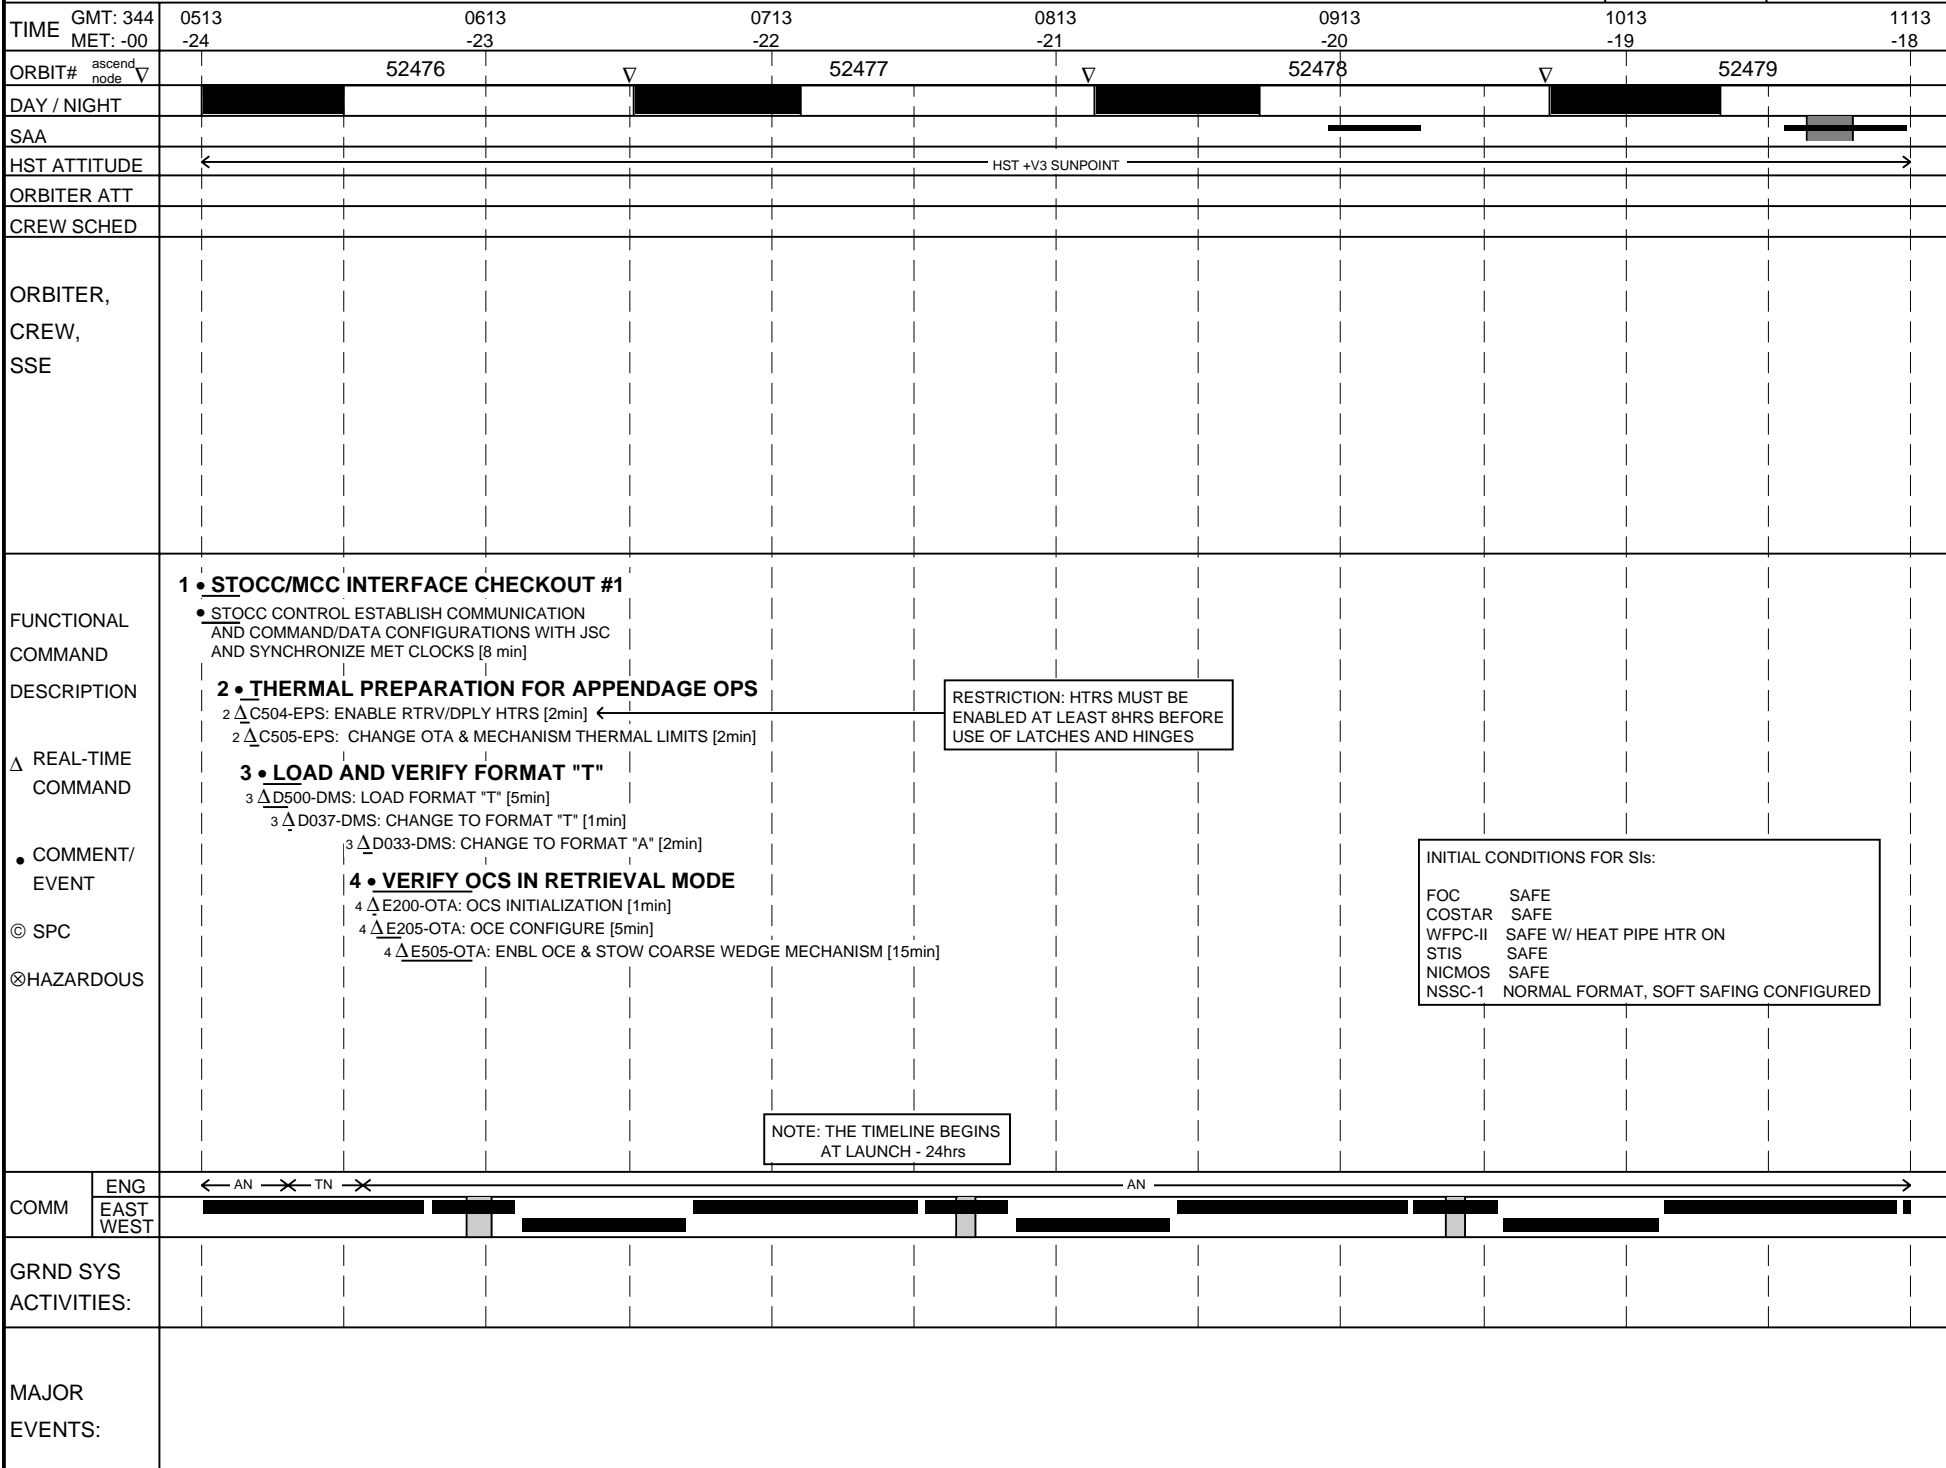 TIME GMT: 344 0513 0613 0713 0813 0913 1013 1113
MET: -00 -24 -23 -22 -21 -20 -19 -18
ORBIT# ascend node ∇ 52476 ∇ 52477 ∇ 52478 ∇ 52479
DAY / NIGHT
SAA
HST ATTITUDE HST +V3 SUNPOINT
ORBITER ATT
CREW SCHED
ORBITER,
CREW,
SSE
FUNCTIONAL
COMMAND
DESCRIPTION
Δ REAL-TIME
COMMAND
• COMMENT/
EVENT
© SPC
⊗HAZARDOUS
1 • STOCC/MCC INTERFACE CHECKOUT #1
• STOCC CONTROL ESTABLISH COMMUNICATION
AND COMMAND/DATA CONFIGURATIONS WITH JSC
AND SYNCHRONIZE MET CLOCKS [8 min]
2 • THERMAL PREPARATION FOR APPENDAGE OPS
2 Δ C504-EPS: ENABLE RTRV/DPLY HTRS [2min]
2 Δ C505-EPS: CHANGE OTA & MECHANISM THERMAL LIMITS [2min]
RESTRICTION: HTRS MUST BE
ENABLED AT LEAST 8HRS BEFORE
USE OF LATCHES AND HINGES
3 • LOAD AND VERIFY FORMAT "T"
3 Δ D500-DMS: LOAD FORMAT "T" [5min]
3 Δ D037-DMS: CHANGE TO FORMAT "T" [1min]
3 Δ D033-DMS: CHANGE TO FORMAT "A" [2min]
4 • VERIFY OCS IN RETRIEVAL MODE
4 Δ E200-OTA: OCS INITIALIZATION [1min]
4 Δ E205-OTA: OCE CONFIGURE [5min]
4 Δ E505-OTA: ENBL OCE & STOW COARSE WEDGE MECHANISM [15min]
INITIAL CONDITIONS FOR SIs:
FOC SAFE
COSTAR SAFE
WFPC-II SAFE W/ HEAT PIPE HTR ON
STIS SAFE
NICMOS SAFE
NSSC-1 NORMAL FORMAT, SOFT SAFING CONFIGURED
NOTE: THE TIMELINE BEGINS
AT LAUNCH - 24hrs
COMM ENG AN TN AN
EAST
WEST
GRND SYS
ACTIVITIES:
MAJOR
EVENTS: